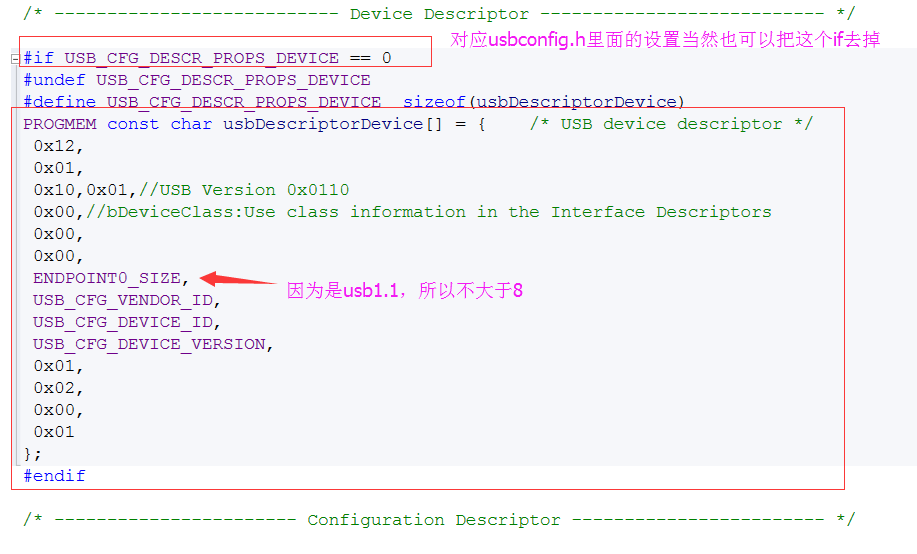 /* --------------------------- Device Descriptor --------------------------- */
对应usbconfig.h里面的设置当然也可以把这个if去掉
#if USB_CFG_DESCR_PROPS_DEVICE == 0
#undef USB_CFG_DESCR_PROPS_DEVICE
#define USB_CFG_DESCR_PROPS_DEVICE  sizeof(usbDescriptorDevice)
PROGMEM const char usbDescriptorDevice[] = {    /* USB device descriptor */
0x12,
0x01,
0x10,0x01,//USB Version 0x0110
0x00,//bDeviceClass:Use class information in the Interface Descriptors
0x00,
0x00,
ENDPOINT0_SIZE,
因为是usb1.1，所以不大于8
USB_CFG_VENDOR_ID,
USB_CFG_DEVICE_ID,
USB_CFG_DEVICE_VERSION,
0x01,
0x02,
0x00,
0x01
};
#endif
/* ----------------------- Configuration Descriptor ------------------------ */